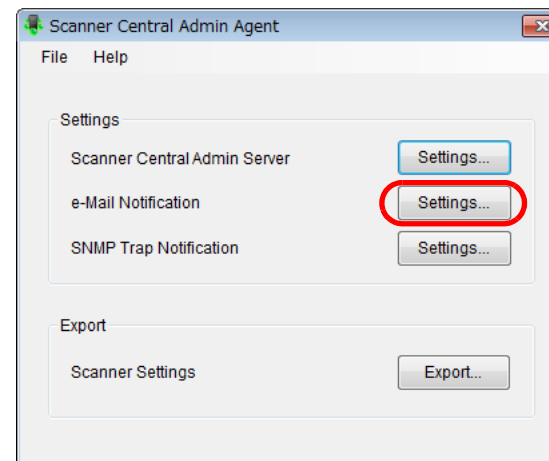 Scanner Central Admin Agent
File Help
Settings
Scanner Central Admin Server Settings...
e-Mail Notification Settings...
SNMP Trap Notification Settings...
Export
Scanner Settings Export...